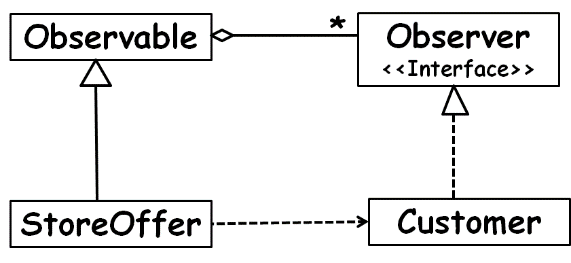 Observable
*
Observer
<<Interface>>
StoreOffer
Customer